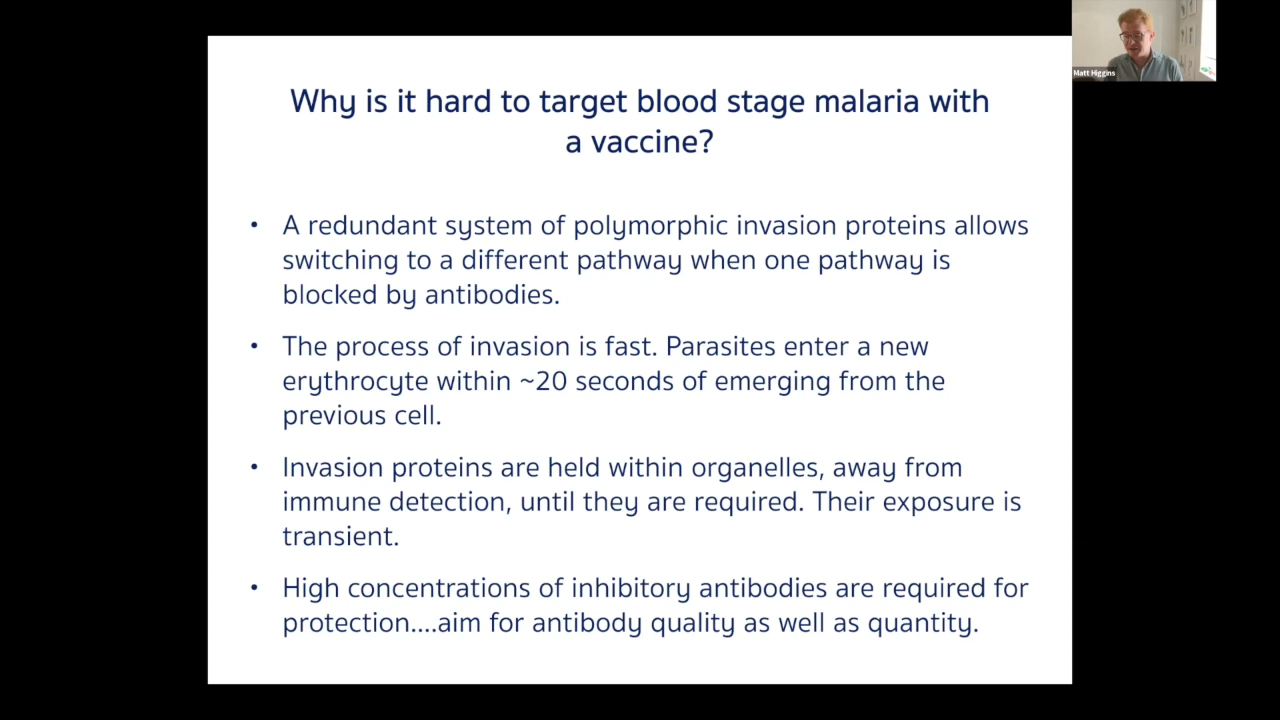 Matt Higgins
Why is it hard to target blood stage malaria with
a vaccine?
• A redundant system of polymorphic invasion proteins allows
switching to a different pathway when one pathway is
blocked by antibodies.
• The process of invasion is fast. Parasites enter a new
erythrocyte within ~20 seconds of emerging from the
previous cell.
• Invasion proteins are held within organelles, away from
immune detection, until they are required. Their exposure is
transient.
• High concentrations of inhibitory antibodies are required for
protection....aim for antibody quality as well as quantity.